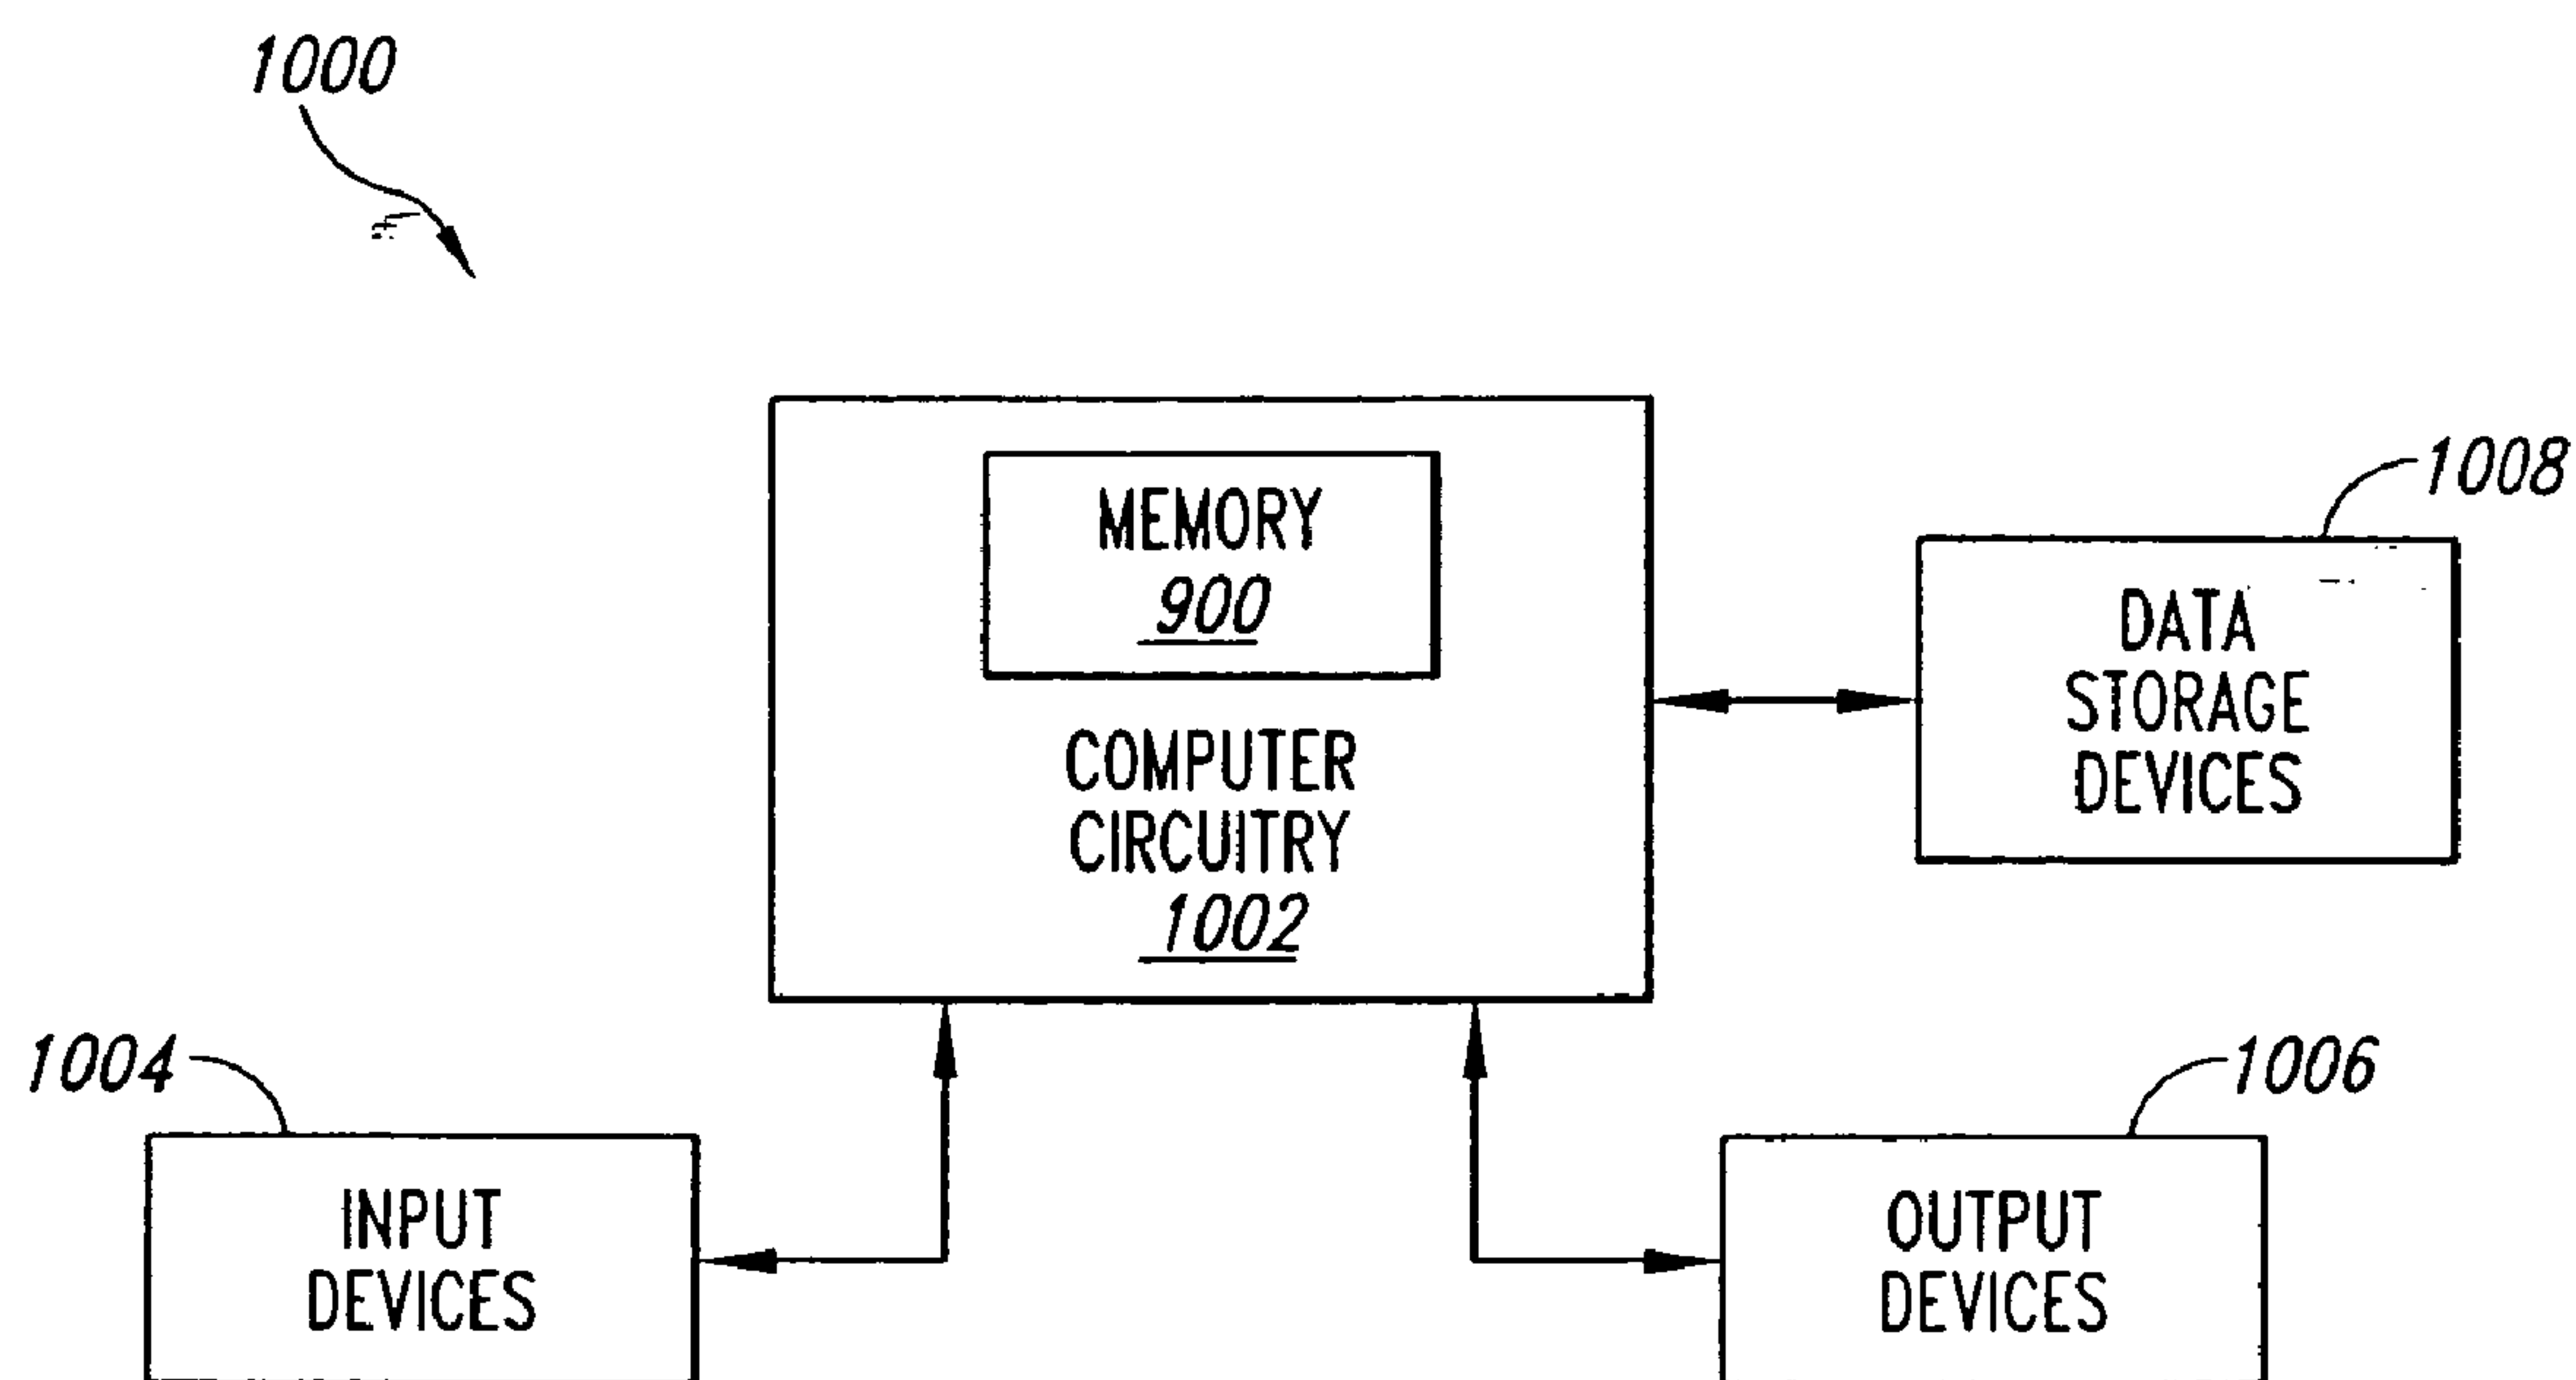 1000
MEMORY
900
COMPUTER
CIRCUITRY
1002
1008
DATA
STORAGE
DEVICES
1004
INPUT
DEVICES
1006
OUTPUT
DEVICES